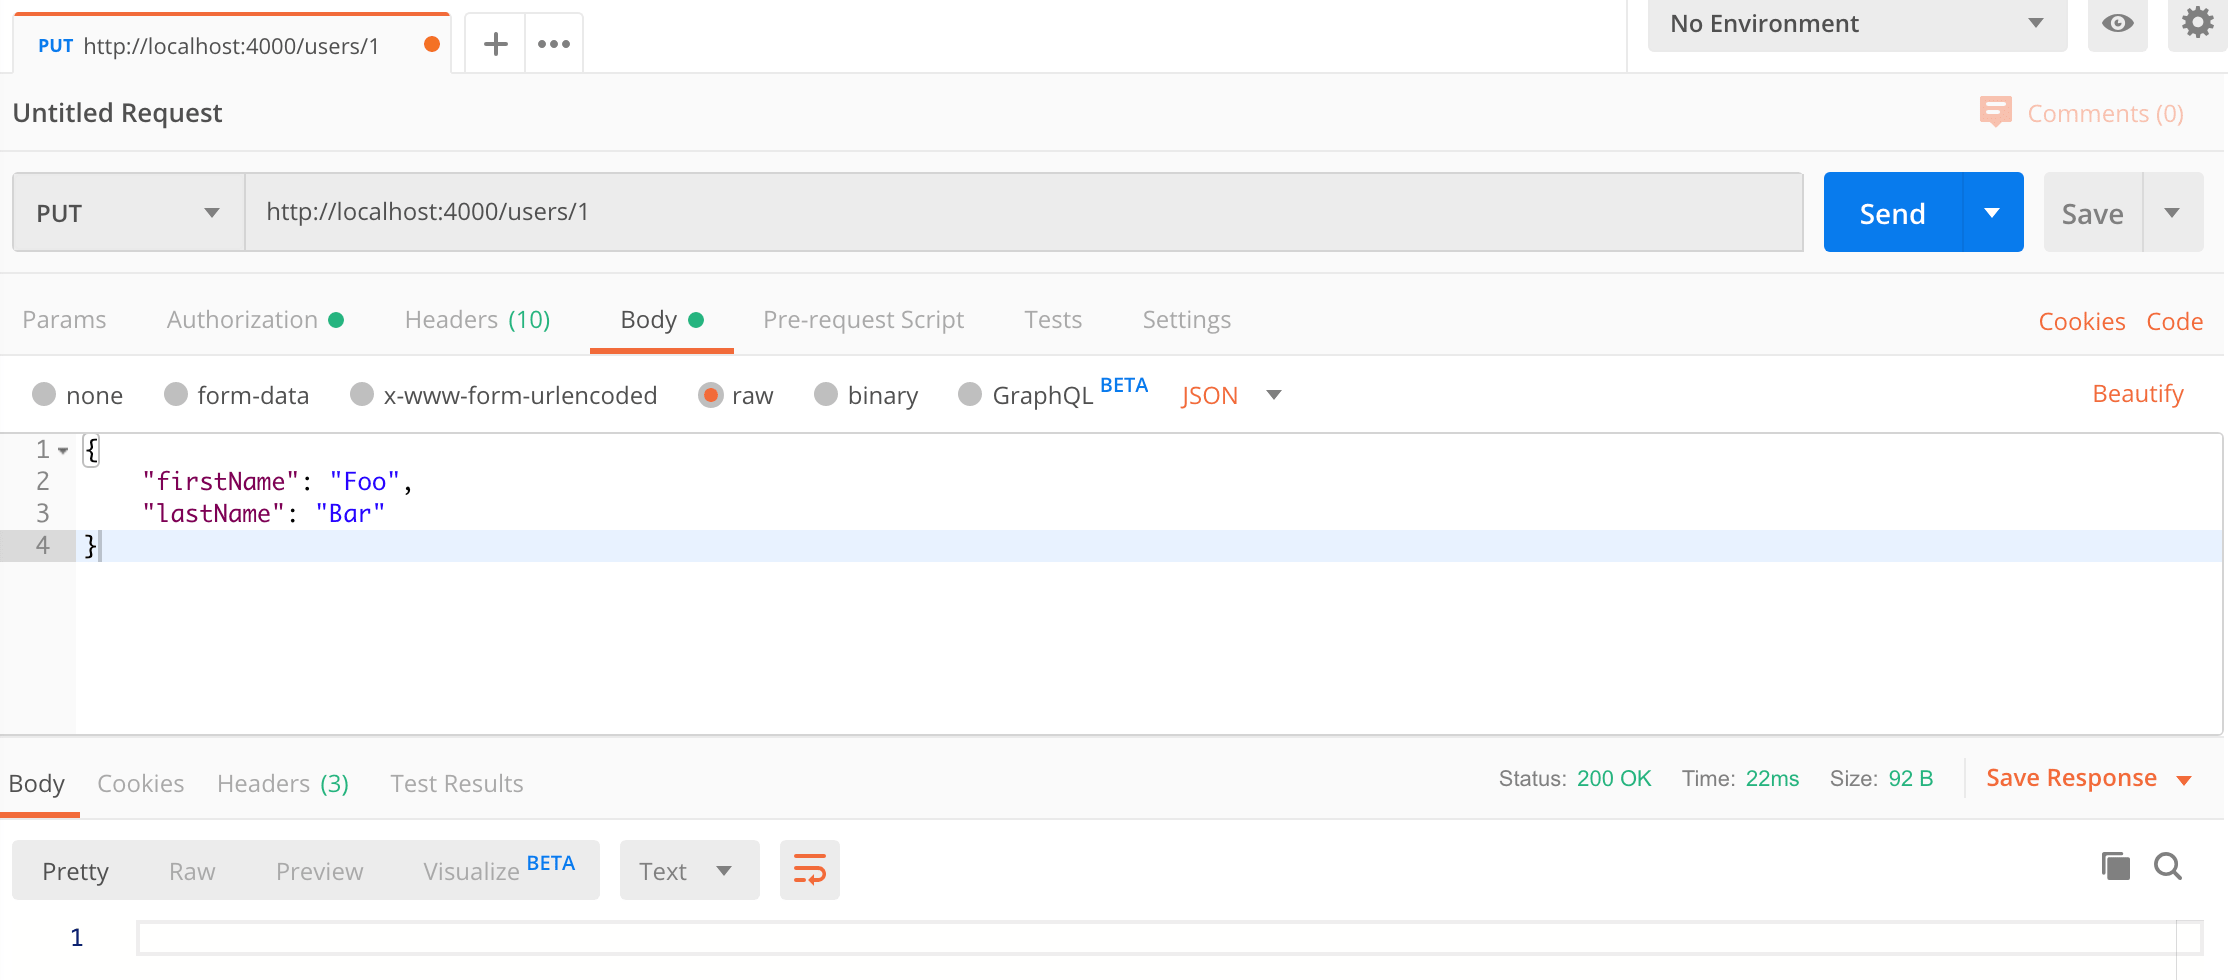 PUT http://localhost:4000/users/1
No Environment
Untitled Request
Comments (0)
PUT http://localhost:4000/users/1 Send Save
Params Authorization Headers (10) Body Pre-request Script Tests Settings Cookies Code
none form-data x-www-form-urlencoded raw binary GraphQL BETA JSON Beautify
1 {
2 "firstName": "Foo",
3 "lastName": "Bar"
4 }
Body Cookies Headers (3) Test Results Status: 200 OK Time: 22ms Size: 92 B Save Response
Pretty Raw Preview Visualize BETA Text
1